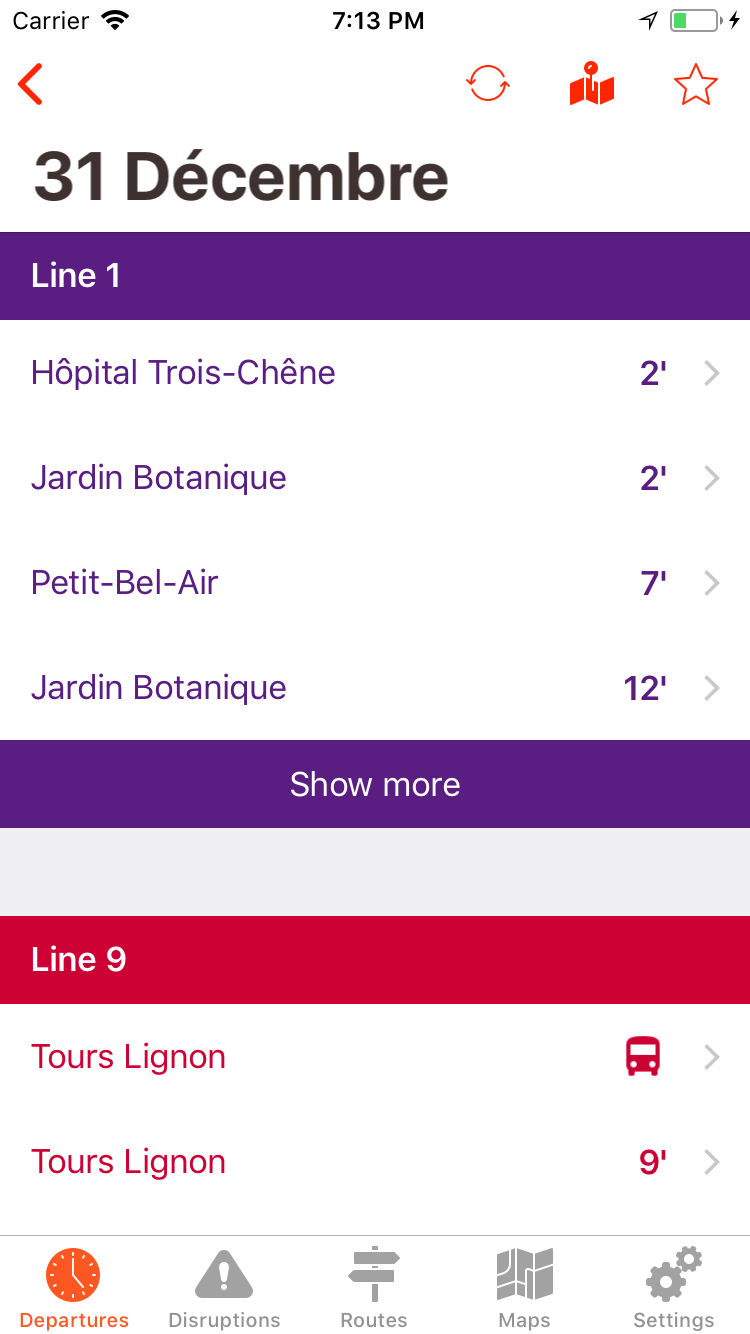 Carrier 7:13 PM
31 Décembre
Line 1
Hôpital Trois-Chêne 2'
Jardin Botanique 2'
Petit-Bel-Air 7'
Jardin Botanique 12'
Show more
Line 9
Tours Lignon
Tours Lignon 9'
Departures Disruptions Routes Maps Settings